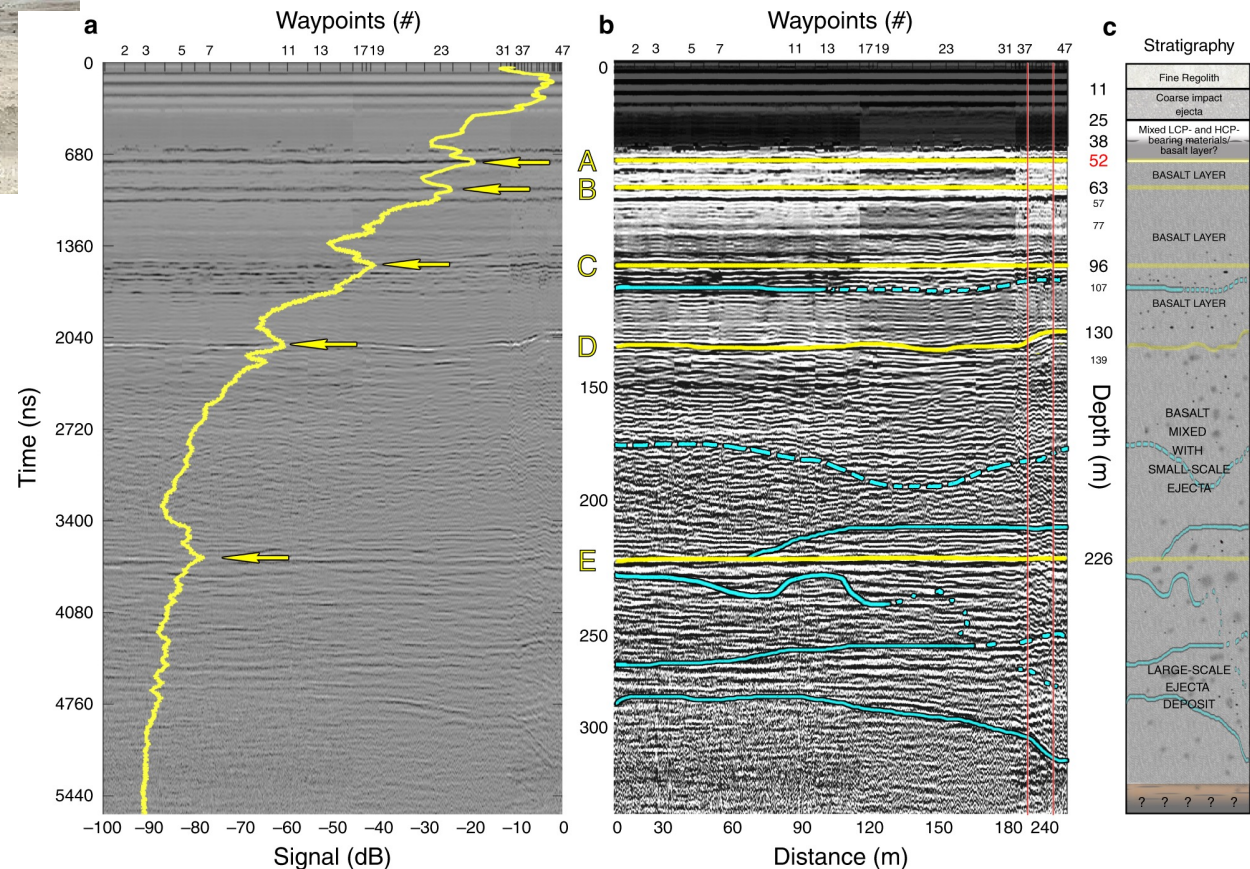 a
Waypoints (#)
2 3 5 7 11 13 17 19 23 31 37 47
0
680
1360
2040
2720
3400
4080
4760
5440
Time (ns)
−100 −90 −80 −70 −60 −50 −40 −30 −20 −10 0
Signal (dB)
b
Waypoints (#)
2 3 5 7 11 13 17 19 23 31 37 47
0
150
200
250
300
A
B
C
D
E
0 30 60 90 120 150 180 240
Distance (m)
11
25
38
52
63
57
77
96
107
130
139
226
Depth (m)
c
Stratigraphy
Fine Regolith
Coarse impact
ejecta
Mixed LCP- and HCP-
bearing materials/
basalt layer?
BASALT LAYER
BASALT LAYER
BASALT LAYER
BASALT
MIXED
WITH
SMALL-SCALE
EJECTA
LARGE-SCALE
EJECTA
DEPOSIT
? ? ? ? ?